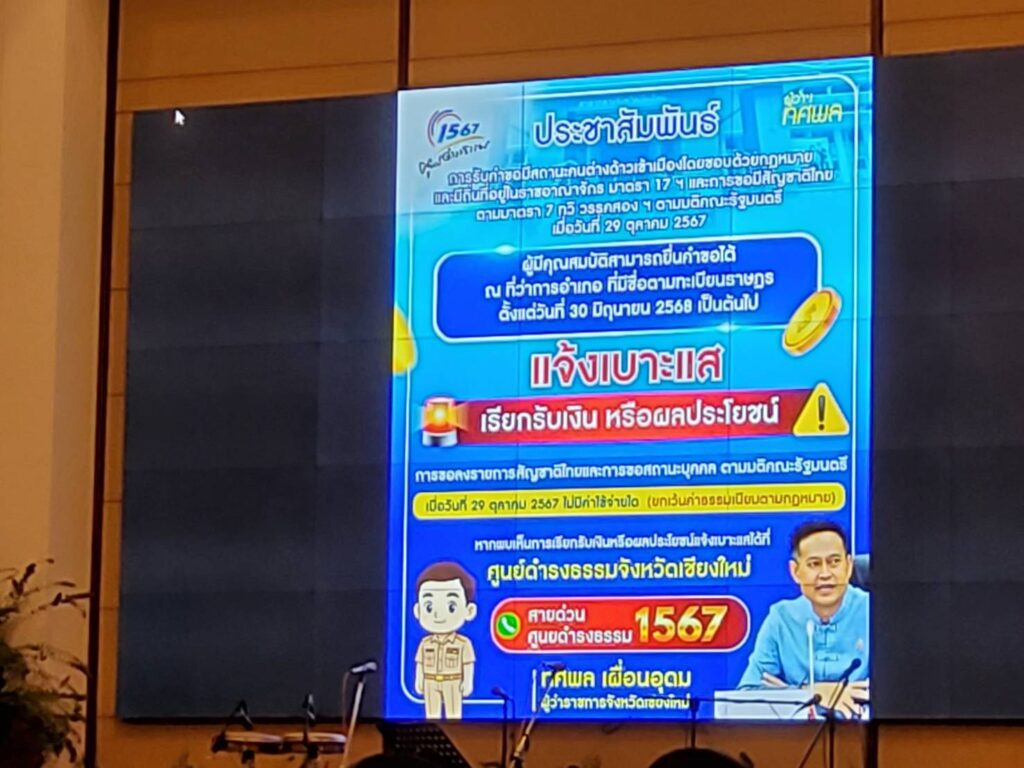 1567
ศูนย์ดำรงธรรม
ประชาสัมพันธ์
ผู้ว่าฯ
ทศพล
การรับคำขอมีสถานะคนต่างด้าวเข้าเมืองโดยชอบด้วยกฎหมาย
และมีถิ่นที่อยู่ในราชอาณาจักร มาตรา 17 ฯ และการขอมีสัญชาติไทย
ตามมาตรา 7 ทวิ วรรคสอง ฯ ตามมติคณะรัฐมนตรี
เมื่อวันที่ 29 ตุลาคม 2567
ผู้มีคุณสมบัติสามารถยื่นคำขอได้
ณ ที่ว่าการอำเภอ ที่มีชื่อตามทะเบียนราษฎร
ตั้งแต่วันที่ 30 มิถุนายน 2568 เป็นต้นไป
แจ้งเบาะแส
เรียกรับเงิน หรือผลประโยชน์
การขอลงรายการสัญชาติไทยและการขอสถานะบุคคล ตามมติคณะรัฐมนตรี
เมื่อวันที่ 29 ตุลาคม 2567 ไม่มีค่าใช้จ่ายใด (ยกเว้นค่าธรรมเนียมตามกฎหมาย)
หากพบเห็นการเรียกรับเงินหรือผลประโยชน์แจ้งเบาะแสได้ที่
ศูนย์ดำรงธรรมจังหวัดเชียงใหม่
สายด่วน
ศูนย์ดำรงธรรม 1567
ทศพล เผื่อนอุดม
ผู้ว่าราชการจังหวัดเชียงใหม่